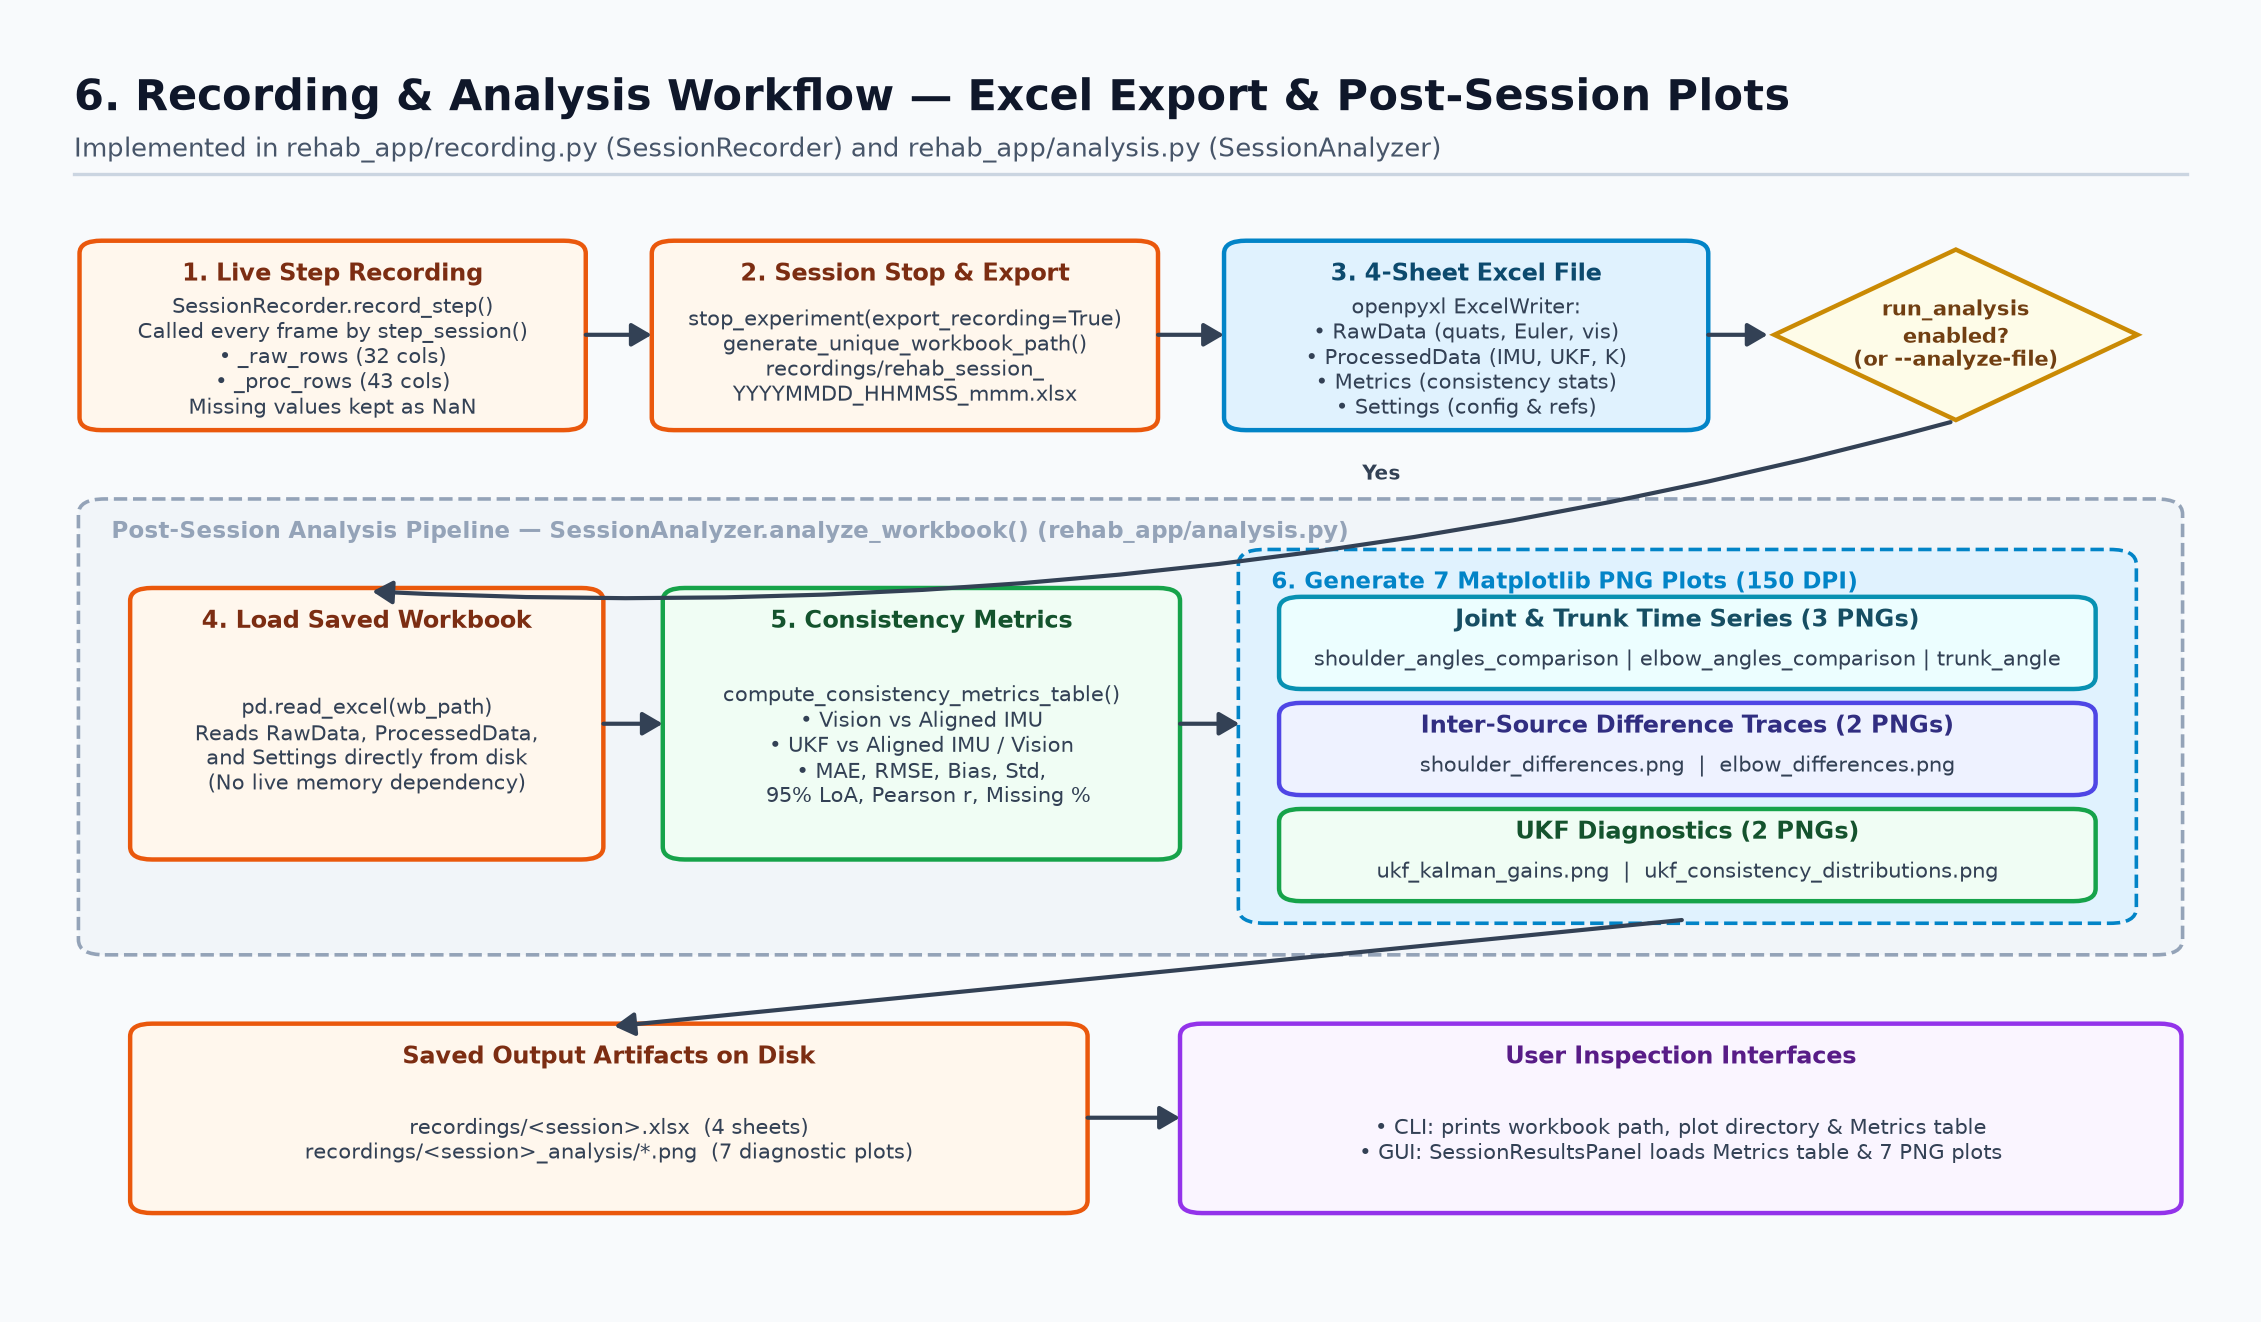 6. Recording & Analysis Workflow — Excel Export & Post-Session Plots
Implemented in rehab_app/recording.py (SessionRecorder) and rehab_app/analysis.py (SessionAnalyzer)
1. Live Step Recording
SessionRecorder.record_step()
Called every frame by step_session()
• _raw_rows (32 cols)
• _proc_rows (43 cols)
Missing values kept as NaN
2. Session Stop & Export
stop_experiment(export_recording=True)
generate_unique_workbook_path()
recordings/rehab_session_
YYYYMMDD_HHMMSS_mmm.xlsx
3. 4-Sheet Excel File
openpyxl ExcelWriter:
• RawData (quats, Euler, vis)
• ProcessedData (IMU, UKF, K)
• Metrics (consistency stats)
• Settings (config & refs)
run_analysis
enabled?
(or --analyze-file)
Yes
Post-Session Analysis Pipeline — SessionAnalyzer.analyze_workbook() (rehab_app/analysis.py)
4. Load Saved Workbook
pd.read_excel(wb_path)
Reads RawData, ProcessedData,
and Settings directly from disk
(No live memory dependency)
5. Consistency Metrics
compute_consistency_metrics_table()
• Vision vs Aligned IMU
• UKF vs Aligned IMU / Vision
• MAE, RMSE, Bias, Std,
95% LoA, Pearson r, Missing %
6. Generate 7 Matplotlib PNG Plots (150 DPI)
Joint & Trunk Time Series (3 PNGs)
shoulder_angles_comparison | elbow_angles_comparison | trunk_angle
Inter-Source Difference Traces (2 PNGs)
shoulder_differences.png | elbow_differences.png
UKF Diagnostics (2 PNGs)
ukf_kalman_gains.png | ukf_consistency_distributions.png
Saved Output Artifacts on Disk
recordings/<session>.xlsx (4 sheets)
recordings/<session>_analysis/*.png (7 diagnostic plots)
User Inspection Interfaces
• CLI: prints workbook path, plot directory & Metrics table
• GUI: SessionResultsPanel loads Metrics table & 7 PNG plots